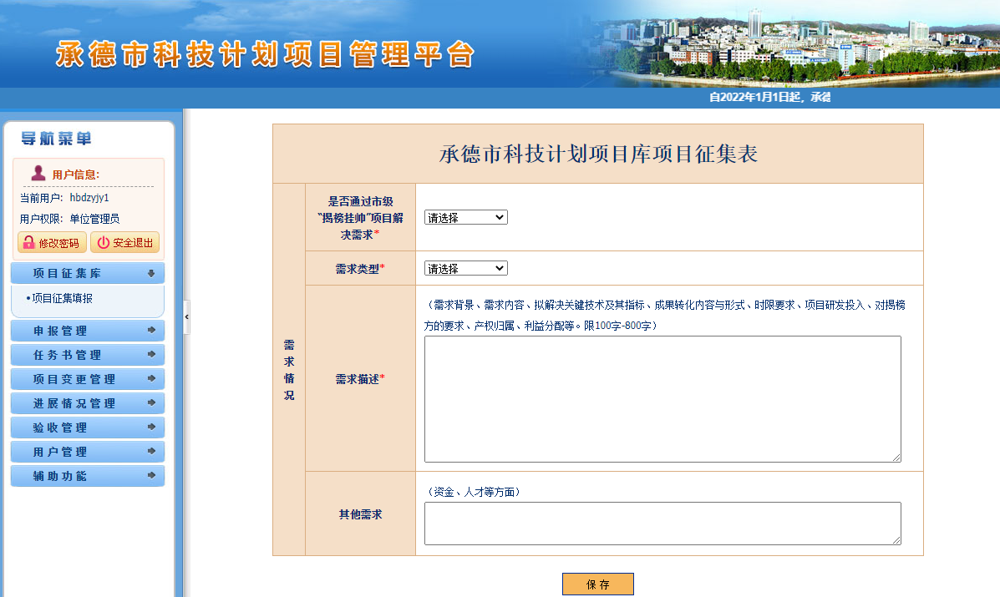 承德市科技计划项目管理平台
自2022年1月1日起，承德
导航菜单
用户信息:
当前用户: hbdzyjy1
用户权限: 单位管理员
修改密码 安全退出
项目征集库
•项目征集填报
申报管理
任务书管理
项目变更管理
进展情况管理
验收管理
用户管理
辅助功能
承德市科技计划项目库项目征集表
需
求
情
况
是否通过市级
“揭榜挂帅”项目解
决需求*
请选择
需求类型*
请选择
需求描述*
（需求背景、需求内容、拟解决关键技术及其指标、成果转化内容与形式、时限要求、项目研发投入、对揭榜
方的要求、产权归属、利益分配等。限100字-800字）
其他需求
（资金、人才等方面）
保 存